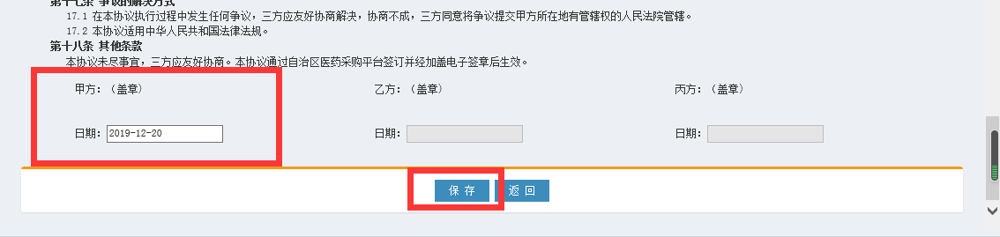 第十七条 争议的解决方式
17.1 在本协议执行过程中发生任何争议，三方应友好协商解决，协商不成，三方同意将争议提交甲方所在地有管辖权的人民法院管辖。
17.2 本协议适用中华人民共和国法律法规。
第十八条 其他条款
本协议未尽事宜，三方应友好协商。本协议通过自治区医药采购平台签订并经加盖电子签章后生效。
甲方：（盖章） 乙方：（盖章） 丙方：（盖章）
日期：2019-12-20 日期： 日期：
保 存 返 回